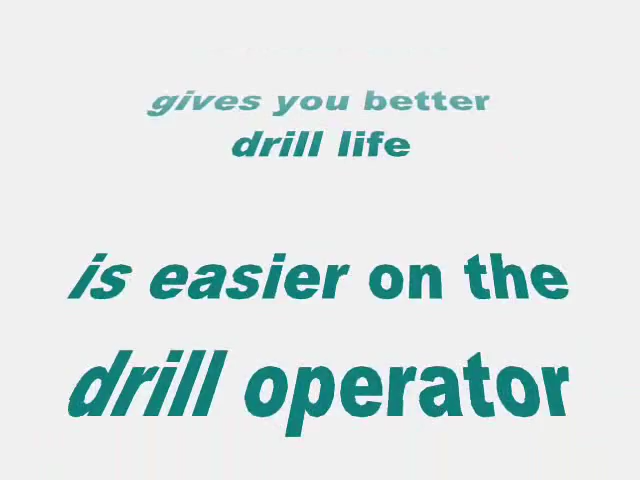 gives you better
drill life
is easier on the
drill operator